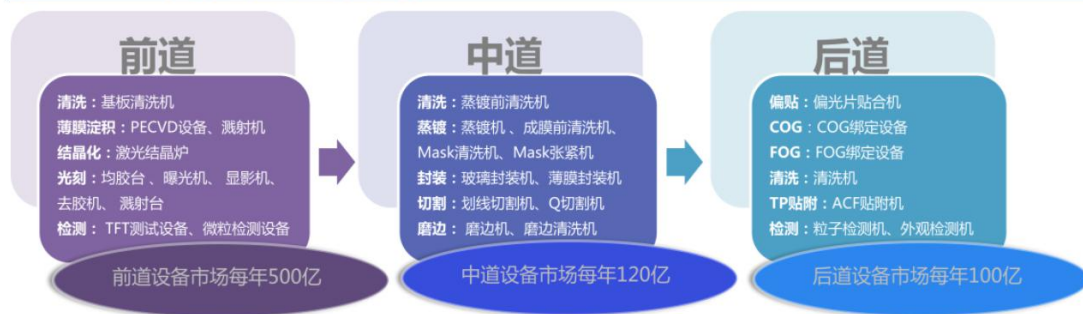 前道
清洗：基板清洗机
薄膜淀积：PECVD设备、溅射机
结晶化：激光结晶炉
光刻：均胶台 、曝光机、 显影机、
去胶机、 溅射台
检测： TFT测试设备、微粒检测设备
前道设备市场每年500亿
中道
清洗：蒸镀前清洗机
蒸镀：蒸镀机 、成膜前清洗机、
Mask清洗机、Mask张紧机
封装：玻璃封装机、薄膜封装机
切割：划线切割机、Q切割机
磨边： 磨边机、磨边清洗机
中道设备市场每年120亿
后道
偏贴：偏光片贴合机
COG：COG绑定设备
FOG：FOG绑定设备
清洗：清洗机
TP贴附：ACF贴附机
检测：粒子检测机、外观检测机
后道设备市场每年100亿